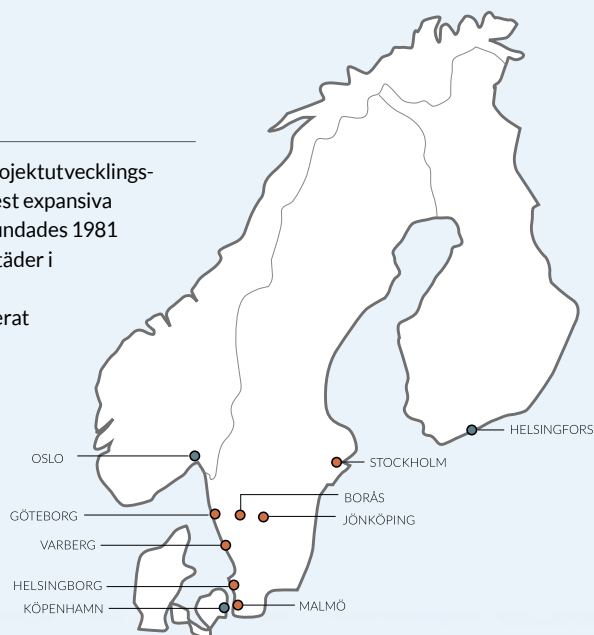 ojektutvecklings-
est expansiva
undades 1981
täder i
erat
HELSINGFORS
OSLO
STOCKHOLM
BORÅS
GÖTEBORG
JÖNKÖPING
VARBERG
HELSINGBORG
KÖPENHAMN
MALMÖ